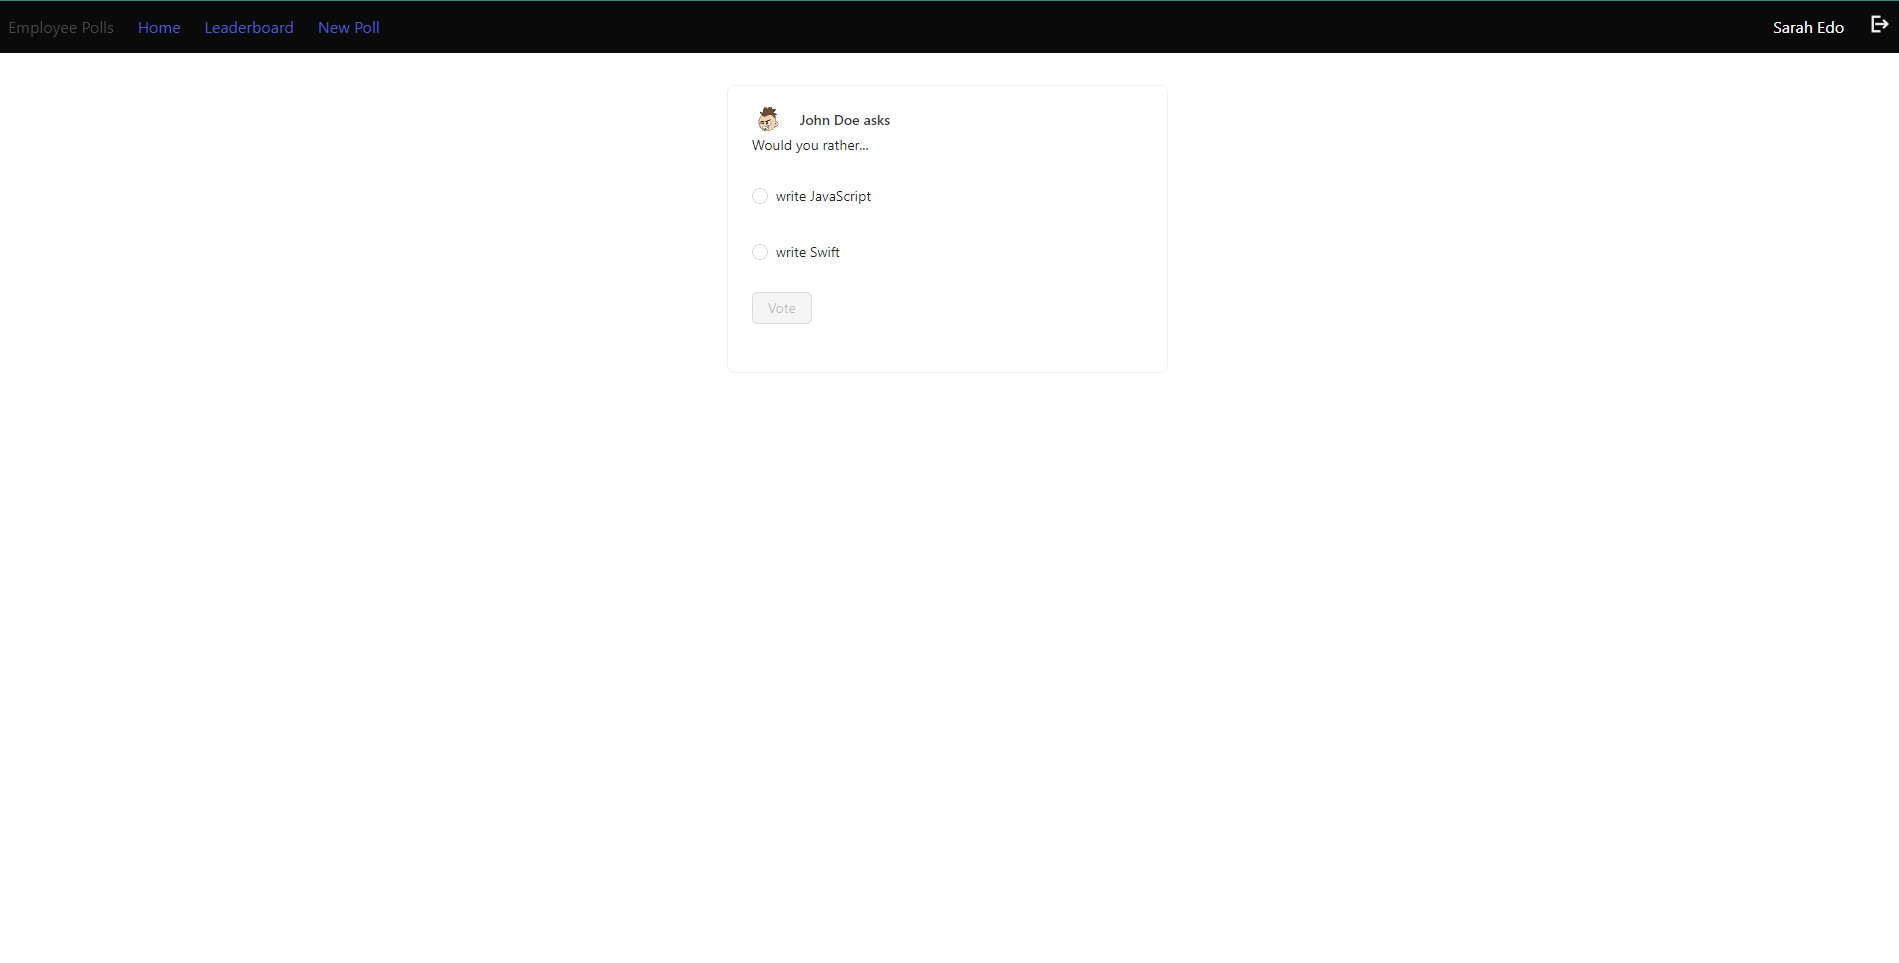 Employee Polls Home Leaderboard New Poll Sarah Edo
John Doe asks
Would you rather...
write JavaScript
write Swift
Vote